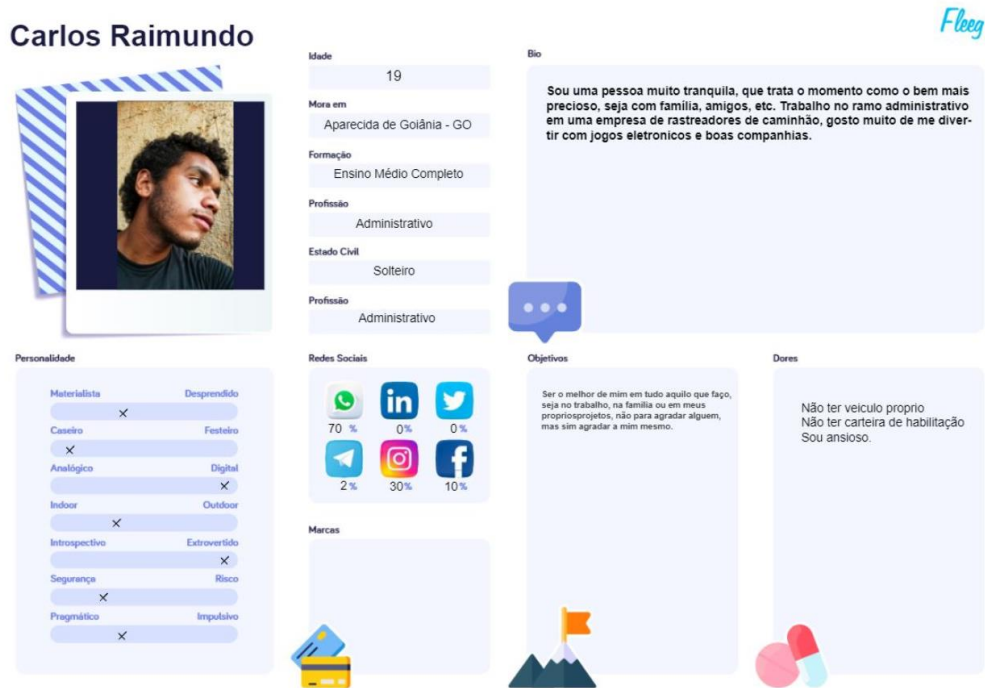 Carlos Raimundo
Fleeg
Idade
19
Mora em
Aparecida de Goiânia - GO
Formação
Ensino Médio Completo
Profissão
Administrativo
Estado Civil
Solteiro
Profissão
Administrativo
Bio
Sou uma pessoa muito tranquila, que trata o momento como o bem mais
precioso, seja com família, amigos, etc. Trabalho no ramo administrativo
em uma empresa de rastreadores de caminhão, gosto muito de me diver-
tir com jogos eletronicos e boas companhias.
Personalidade
Materialista Desprendido
Caseiro Festeiro
Analógico Digital
Indoor Outdoor
Introspectivo Extrovertido
Segurança Risco
Pragmático Impulsivo
Redes Sociais
in
70 % 0% 0%
2% 30% 10%
Marcas
Objetivos
Ser o melhor de mim em tudo aquilo que faço,
seja no trabalho, na família ou em meus
propriosprojetos, não para agradar alguem,
mas sim agradar a mim mesmo.
Dores
Não ter veiculo proprio
Não ter carteira de habilitação
Sou ansioso.